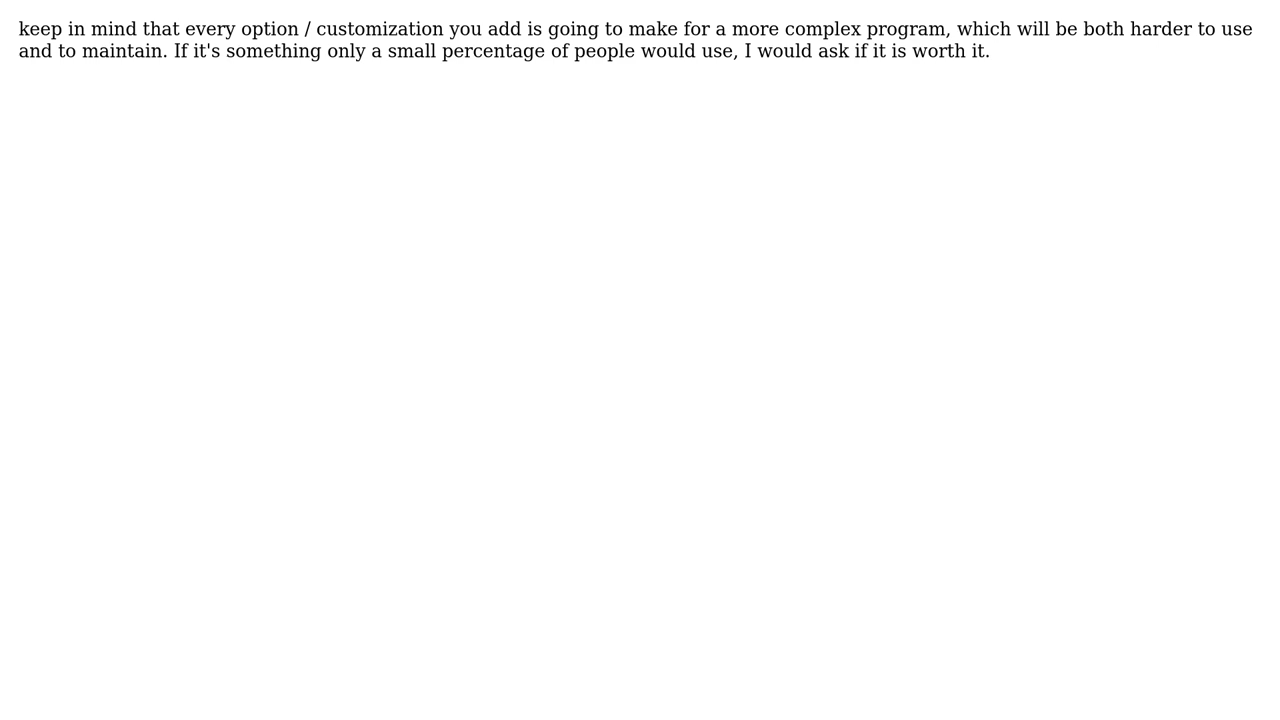 keep in mind that every option / customization you add is going to make for a more complex program, which will be both harder to use
and to maintain. If it's something only a small percentage of people would use, I would ask if it is worth it.